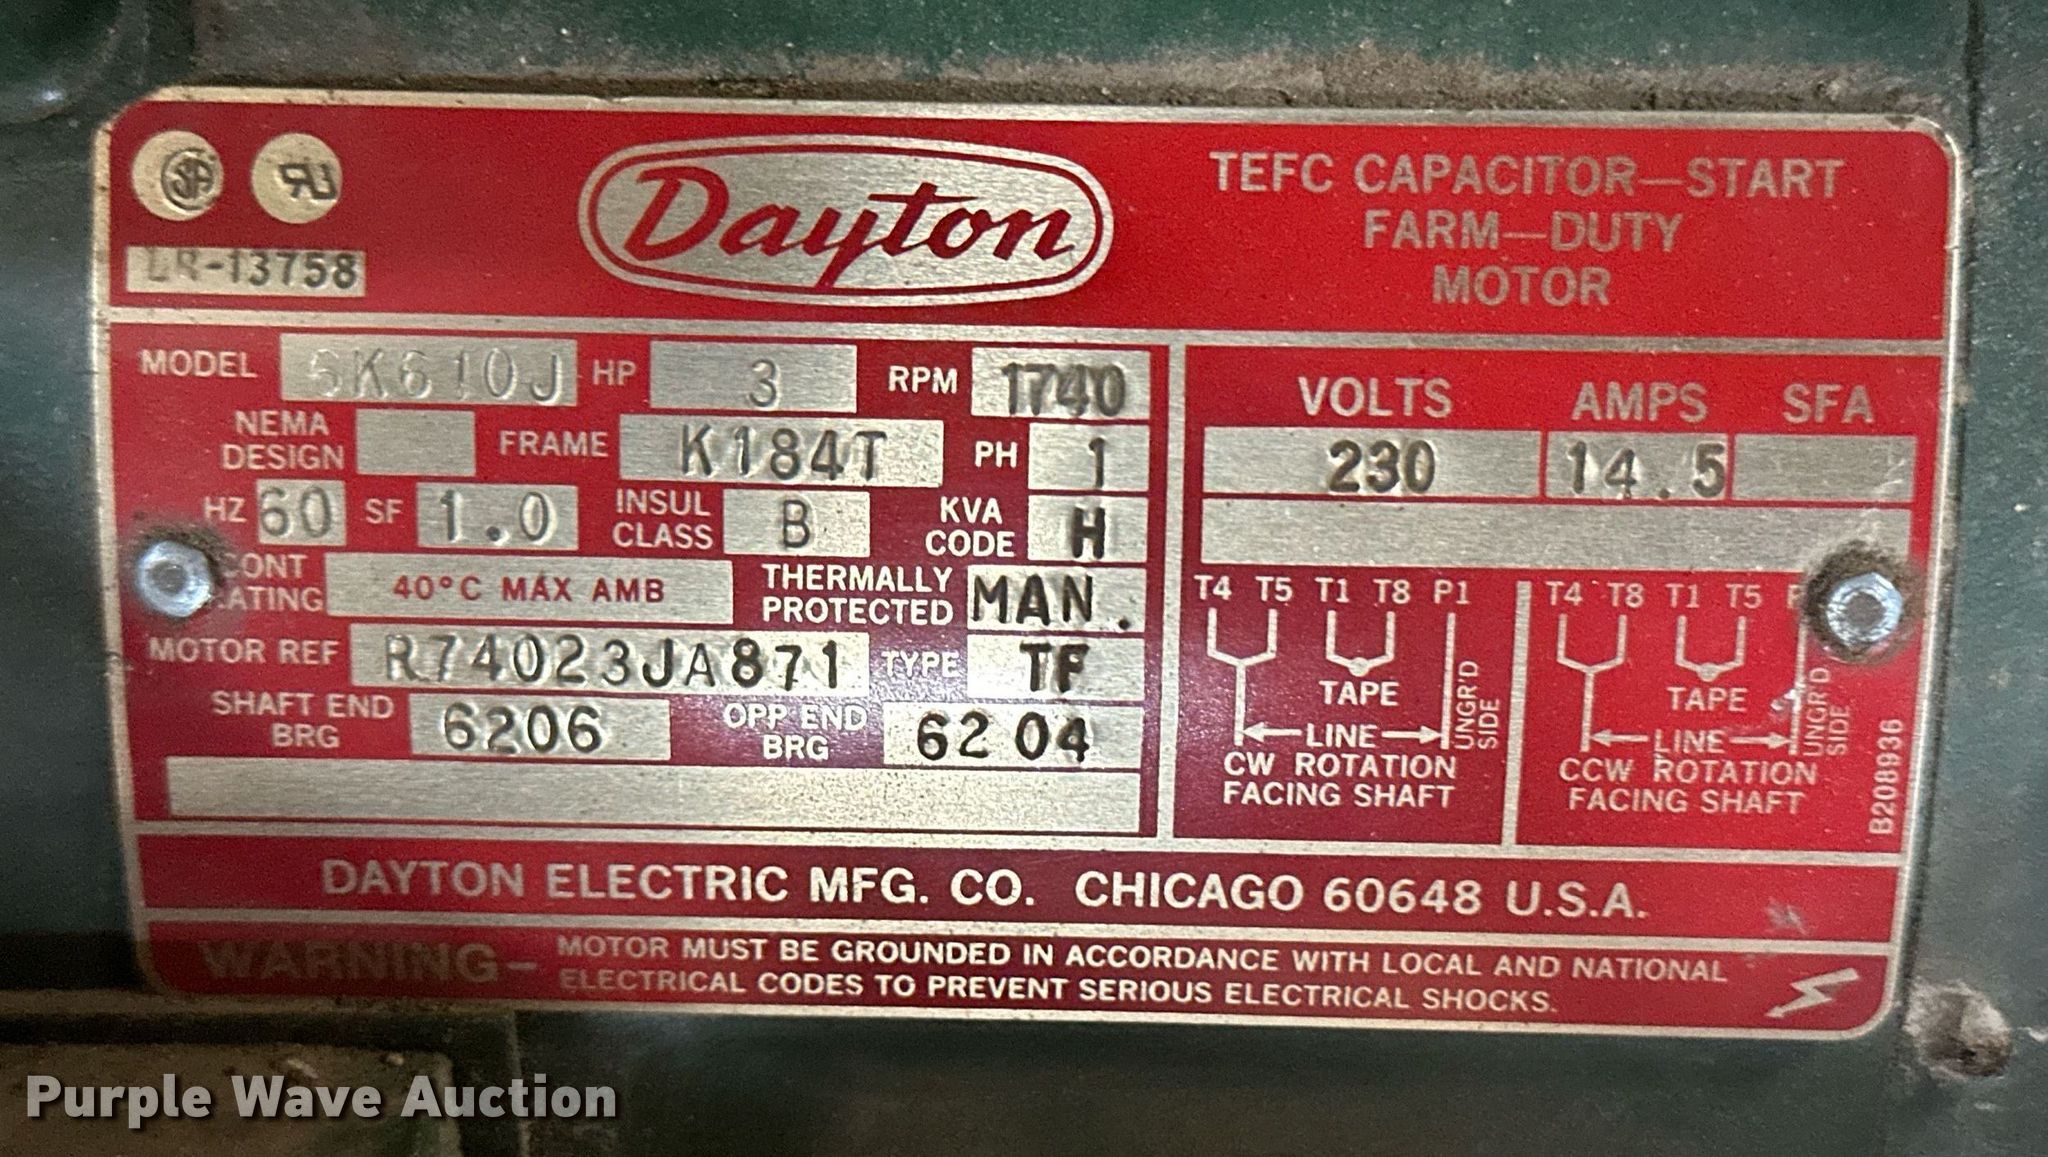 LR-13758
Dayton
TEFC CAPACITOR—START
FARM—DUTY
MOTOR
MODEL 6K610J HP 3 RPM 1740
NEMA DESIGN FRAME K184T PH 1
HZ 60 SF 1.0 INSUL CLASS B KVA CODE H
CONT RATING 40°C MAX AMB THERMALLY PROTECTED MAN.
MOTOR REF R74023JA871 TYPE TF
SHAFT END BRG 6206 OPP END BRG 6204
VOLTS AMPS SFA
230 14.5
T4 T5 T1 T8 P1
TAPE
UNGR'D SIDE
LINE
CW ROTATION
FACING SHAFT
T4 T8 T1 T5
TAPE
UNGR'D SIDE
LINE
CCW ROTATION
FACING SHAFT
B208936
DAYTON ELECTRIC MFG. CO. CHICAGO 60648 U.S.A.
WARNING— MOTOR MUST BE GROUNDED IN ACCORDANCE WITH LOCAL AND NATIONAL
ELECTRICAL CODES TO PREVENT SERIOUS ELECTRICAL SHOCKS.
Purple Wave Auction